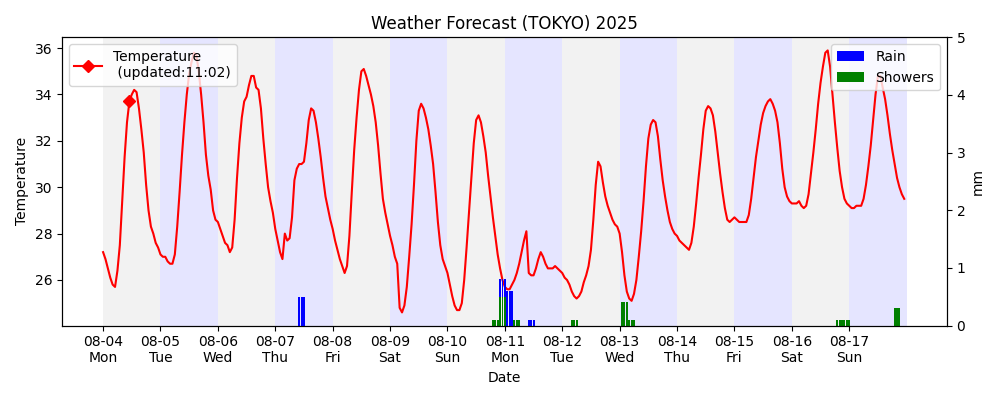 Weather Forecast (TOKYO) 2025
Temperature
(updated:11:02)
Rain
Showers
Temperature
36
34
32
30
28
26
5
4
3
2
1
0
mm
08-04 08-05 08-06 08-07 08-08 08-09 08-10 08-11 08-12 08-13 08-14 08-15 08-16 08-17
Mon Tue Wed Thu Fri Sat Sun Mon Tue Wed Thu Fri Sat Sun
Date